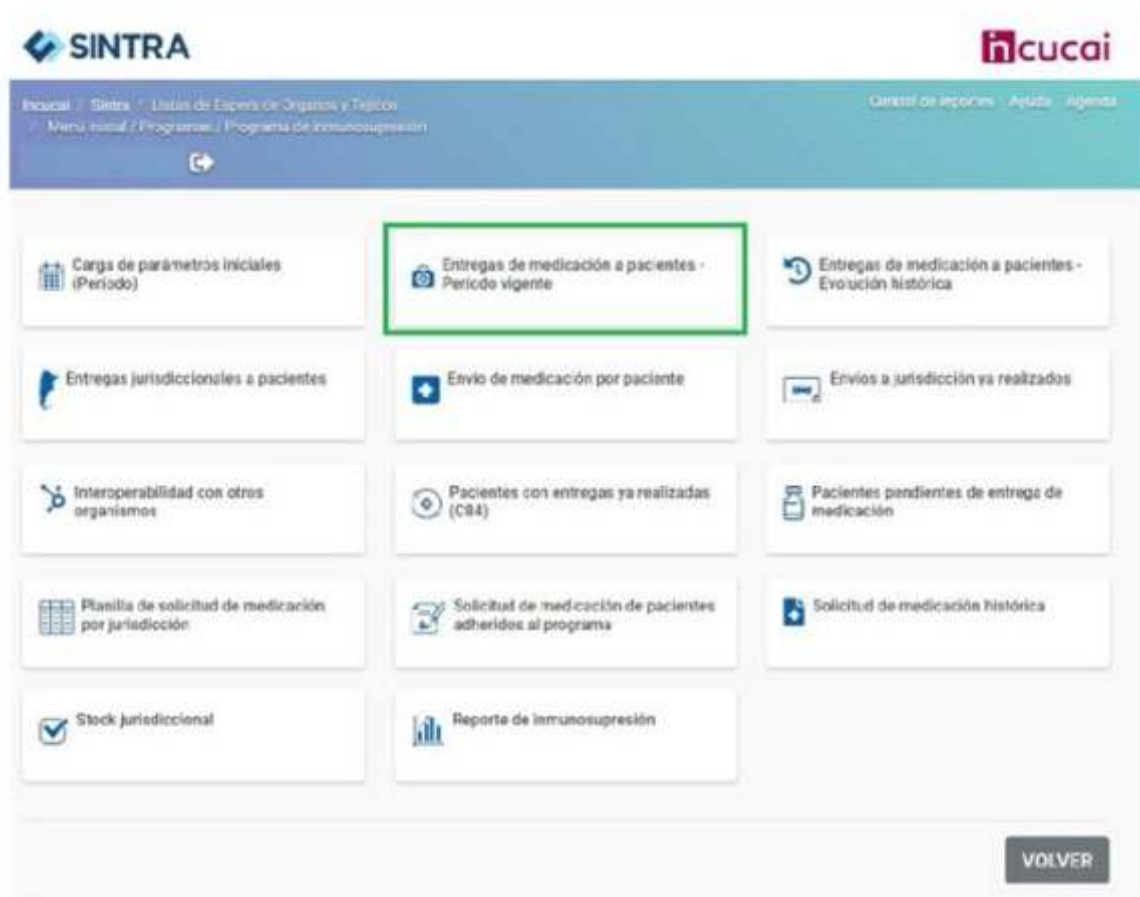 SINTRA
incucai
Incucai / Sintra / Listas de Espera de Órganos y Tejidos
/ Menu inicial / Programas / Programa de inmunosupresión
Control de reportes Ayuda Agenda
Carga de parámetros iniciales
(Período)
Entregas de medicación a pacientes -
Período vigente
Entregas de medicación a pacientes -
Evolución histórica
Entregas jurisdiccionales a pacientes
Envío de medicación por paciente
Envíos a jurisdicción ya realizados
Interoperabilidad con otros
organismos
Pacientes con entregas ya realizadas
(C84)
Pacientes pendientes de entrega de
medicación
Planilla de solicitud de medicación
por jurisdicción
Solicitud de medicación de pacientes
adheridos al programa
Solicitud de medicación histórica
Stock jurisdiccional
Reporte de inmunosupresión
VOLVER